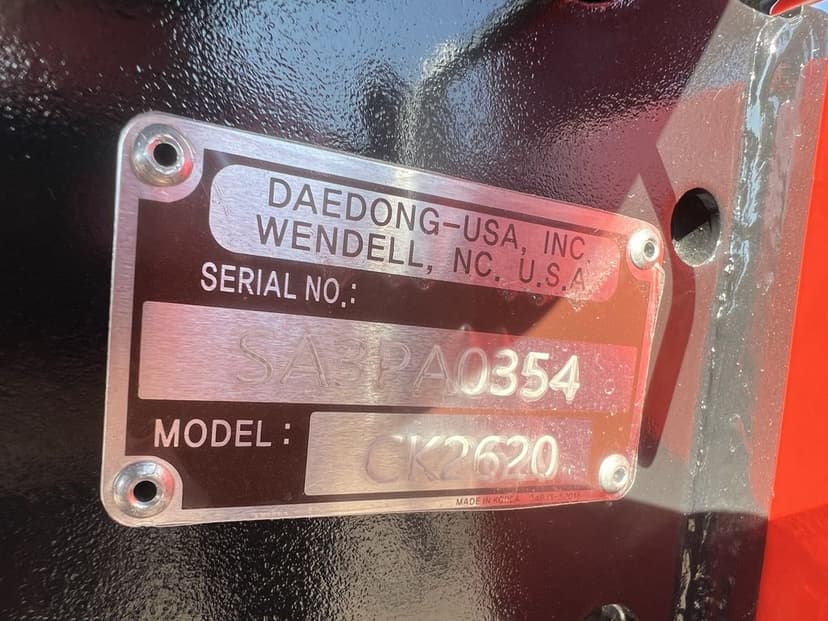 DAEDONG-USA, INC.
WENDELL, NC. U.S.A
SERIAL NO.:
SA3PA0354
MODEL:
CK2620
MADE IN KOREA